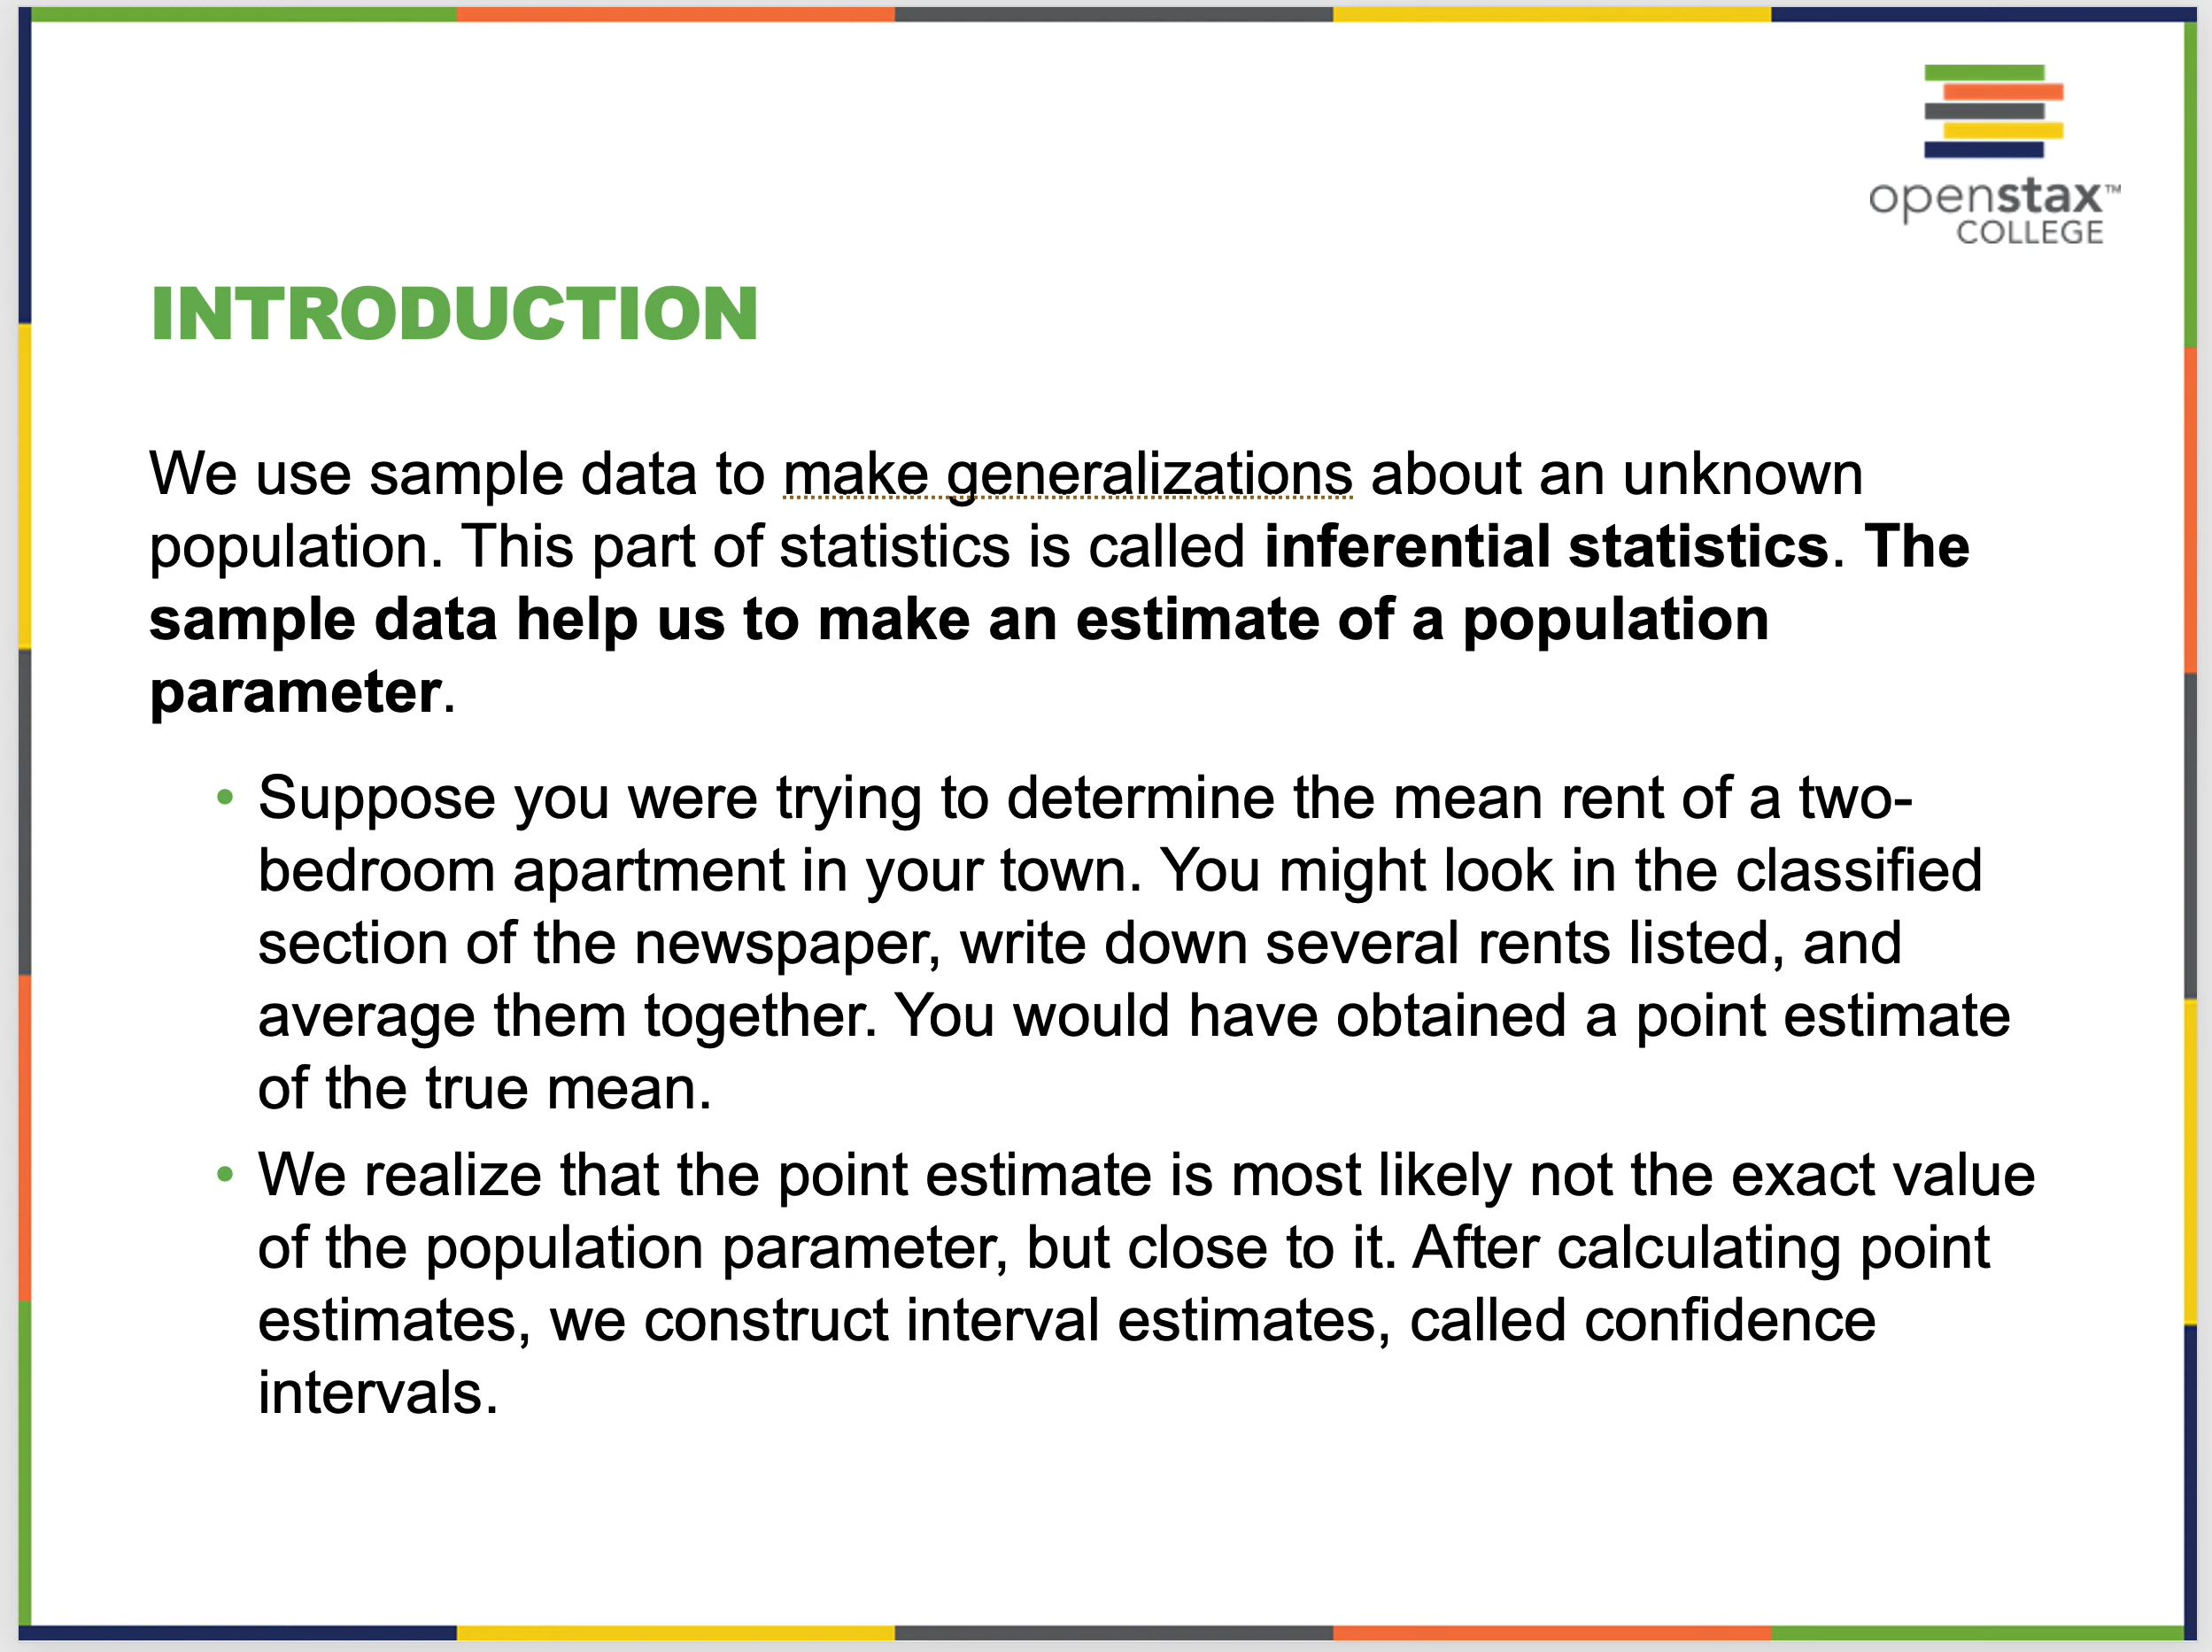 openstax™
COLLEGE
INTRODUCTION
We use sample data to make generalizations about an unknown
population. This part of statistics is called inferential statistics. The
sample data help us to make an estimate of a population
parameter.
• Suppose you were trying to determine the mean rent of a two-
bedroom apartment in your town. You might look in the classified
section of the newspaper, write down several rents listed, and
average them together. You would have obtained a point estimate
of the true mean.
• We realize that the point estimate is most likely not the exact value
of the population parameter, but close to it. After calculating point
estimates, we construct interval estimates, called confidence
intervals.